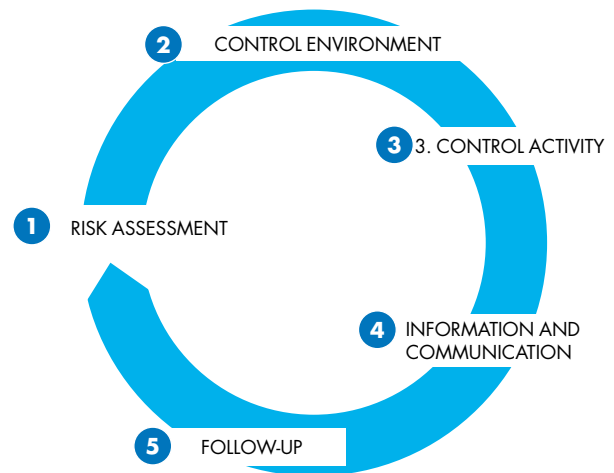 1 RISK ASSESSMENT
2 CONTROL ENVIRONMENT
3 3. CONTROL ACTIVITY
4 INFORMATION AND
COMMUNICATION
5 FOLLOW-UP